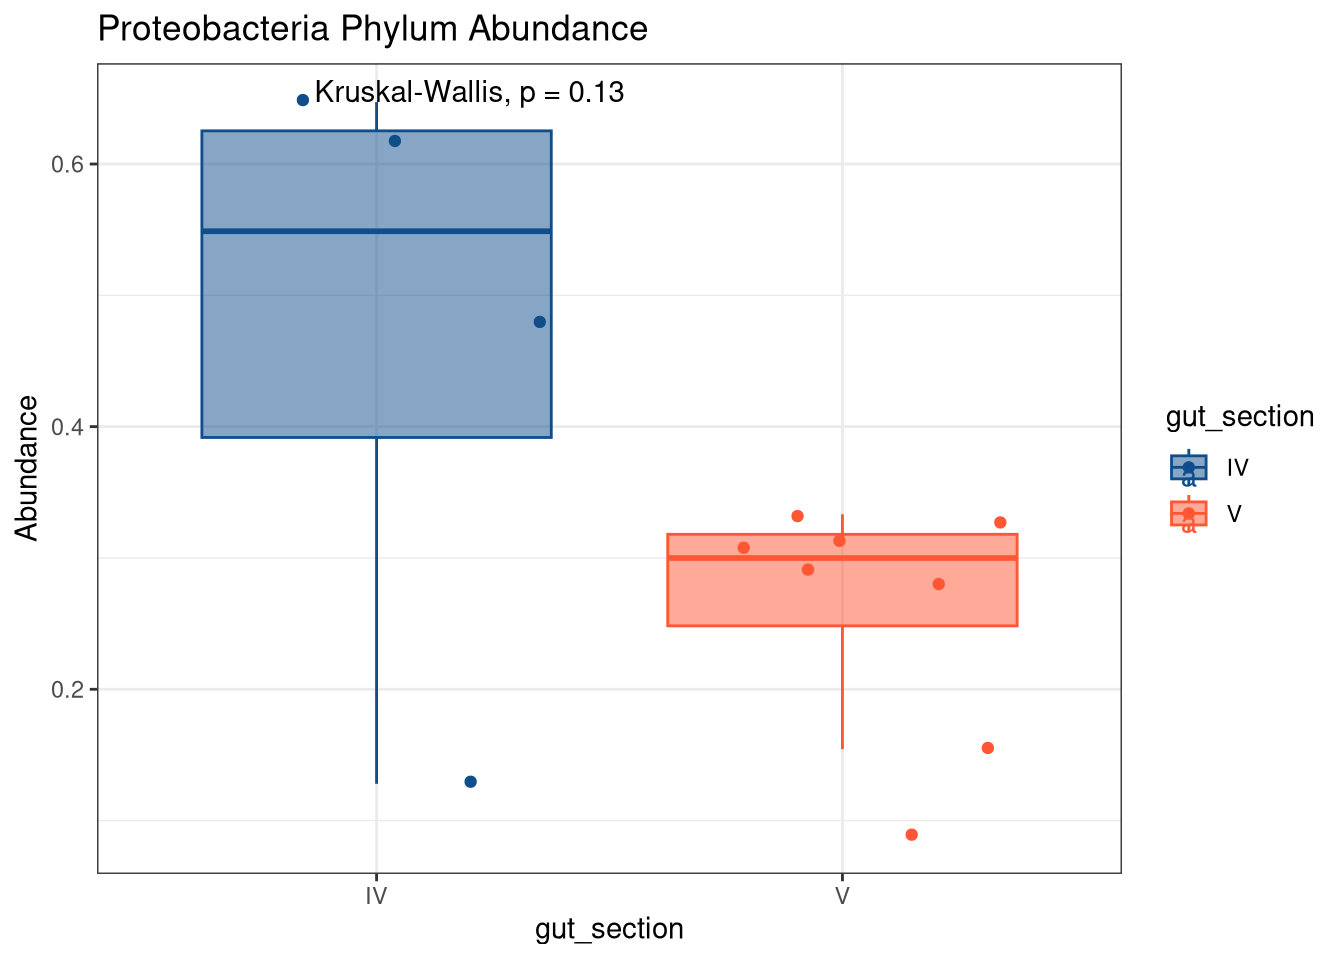 Proteobacteria Phylum Abundance
Kruskal-Wallis, p = 0.13
0.6
0.4
0.2
Abundance
IV
V
gut_section
gut_section
a
IV
a
V